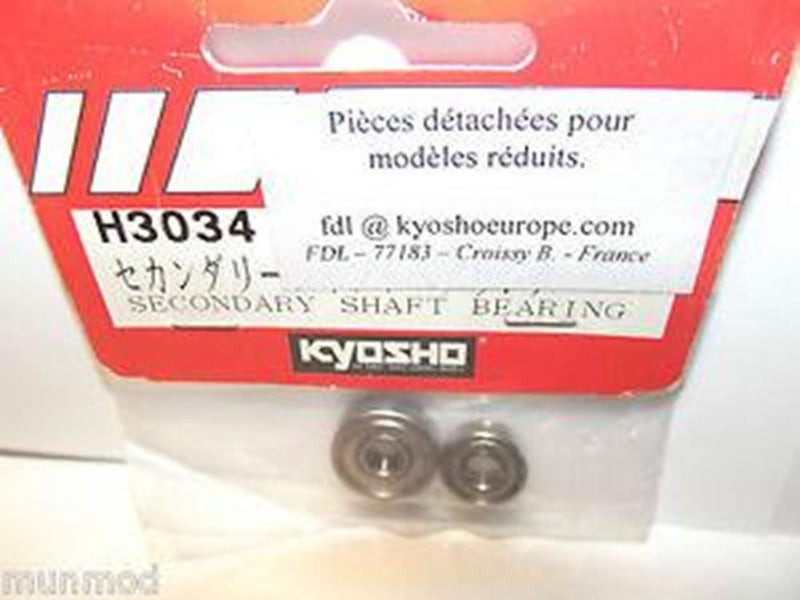 Pièces détachées pour
modèles réduits.
fdl @ kyoshoeurope.com
FDL – 77183 – Croissy B. - France
H3034
セカンダリー
SECONDARY SHAFT BEARING
KYOSHO
munmod